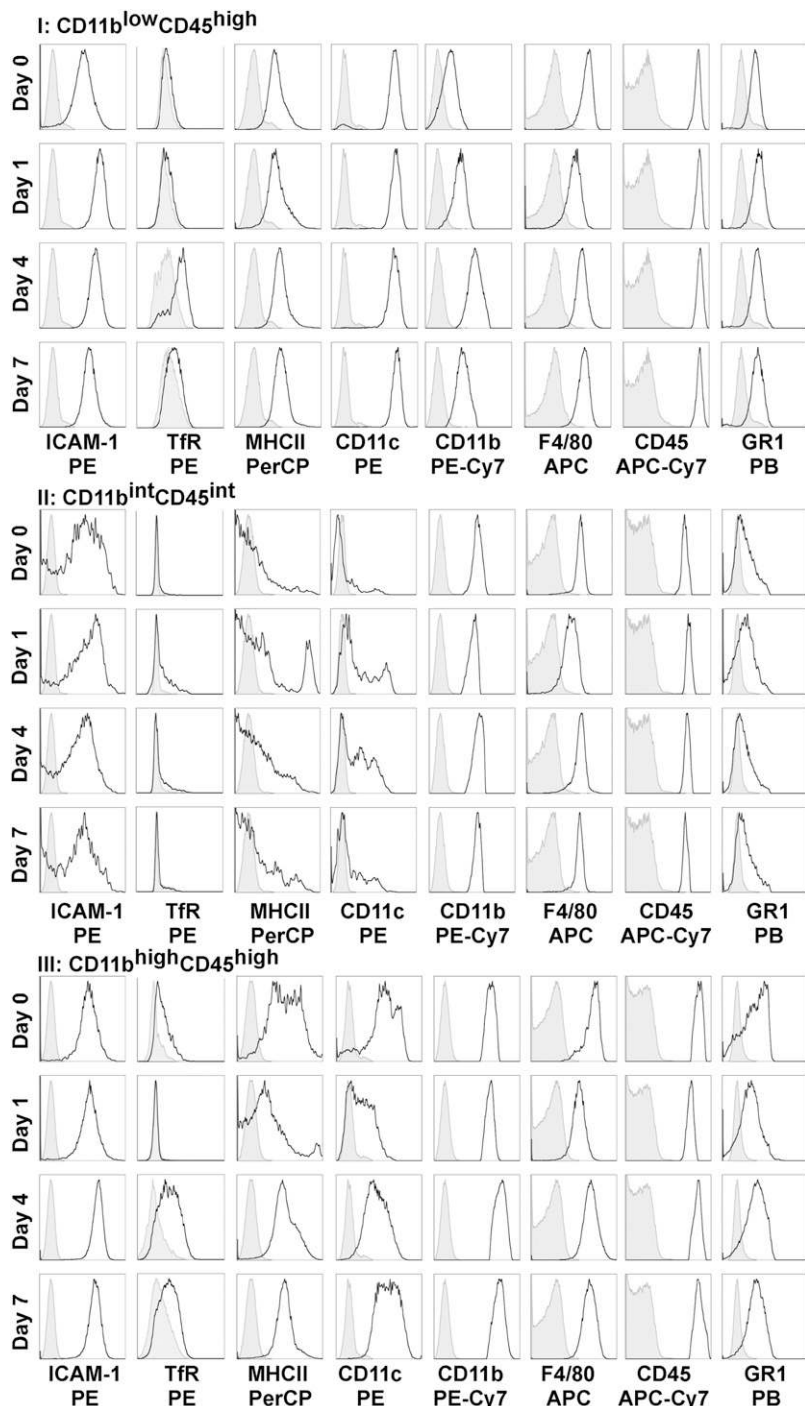 I: CD11b^low CD45^high
Day 0
Day 1
Day 4
Day 7
ICAM-1 TfR MHCII CD11c CD11b F4/80 CD45 GR1
PE PE PerCP PE PE-Cy7 APC APC-Cy7 PB
II: CD11b^int CD45^int
Day 0
Day 1
Day 4
Day 7
ICAM-1 TfR MHCII CD11c CD11b F4/80 CD45 GR1
PE PE PerCP PE PE-Cy7 APC APC-Cy7 PB
III: CD11b^high CD45^high
Day 0
Day 1
Day 4
Day 7
ICAM-1 TfR MHCII CD11c CD11b F4/80 CD45 GR1
PE PE PerCP PE PE-Cy7 APC APC-Cy7 PB